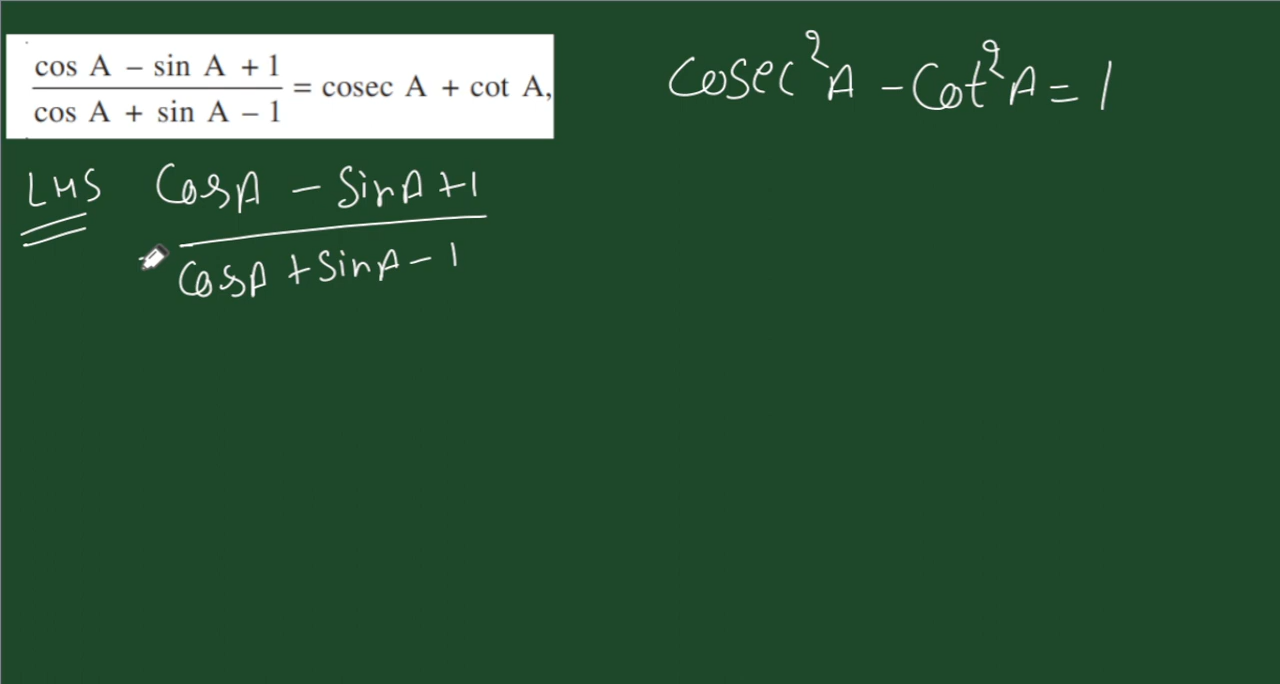 cos A – sin A + 1
cos A + sin A – 1
= cosec A + cot A,
Cosec²A - Cot²A = 1
LHS CosA - SinA + 1
CosA + SinA - 1